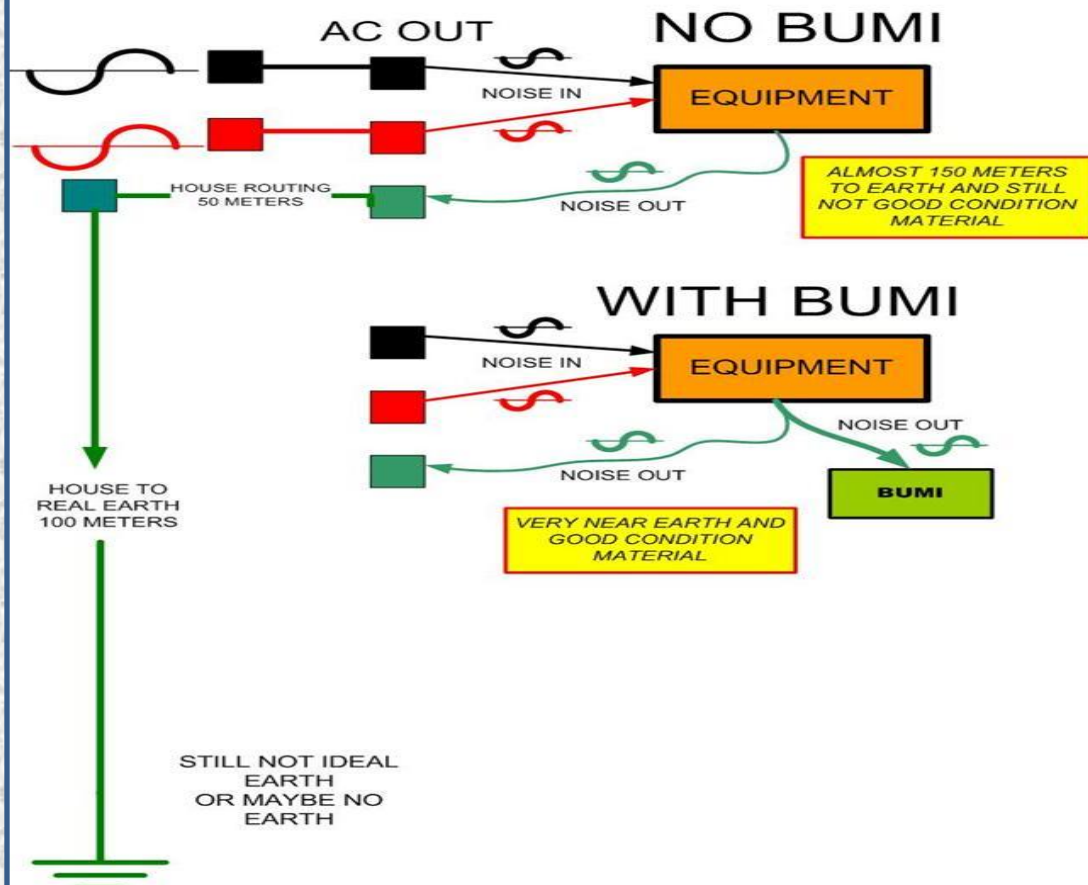 AC OUT
NO BUMI
NOISE IN
EQUIPMENT
HOUSE ROUTING
50 METERS
NOISE OUT
ALMOST 150 METERS
TO EARTH AND STILL
NOT GOOD CONDITION
MATERIAL
WITH BUMI
NOISE IN
EQUIPMENT
NOISE OUT
NOISE OUT
BUMI
HOUSE TO
REAL EARTH
100 METERS
VERY NEAR EARTH AND
GOOD CONDITION
MATERIAL
STILL NOT IDEAL
EARTH
OR MAYBE NO
EARTH